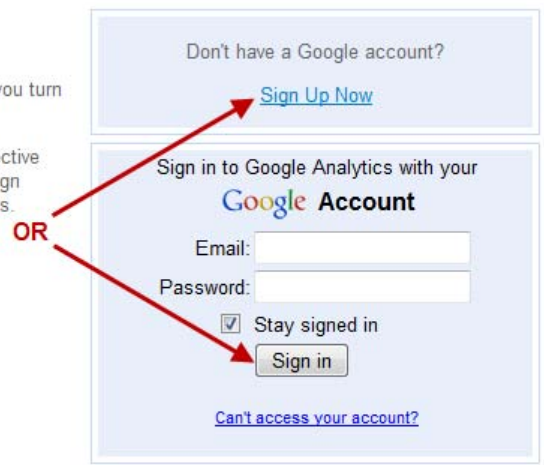 Don't have a Google account?
Sign Up Now
you turn
ctive
gn
s.
OR
Sign in to Google Analytics with your
Google Account
Email:
Password:
Stay signed in
Sign in
Can't access your account?